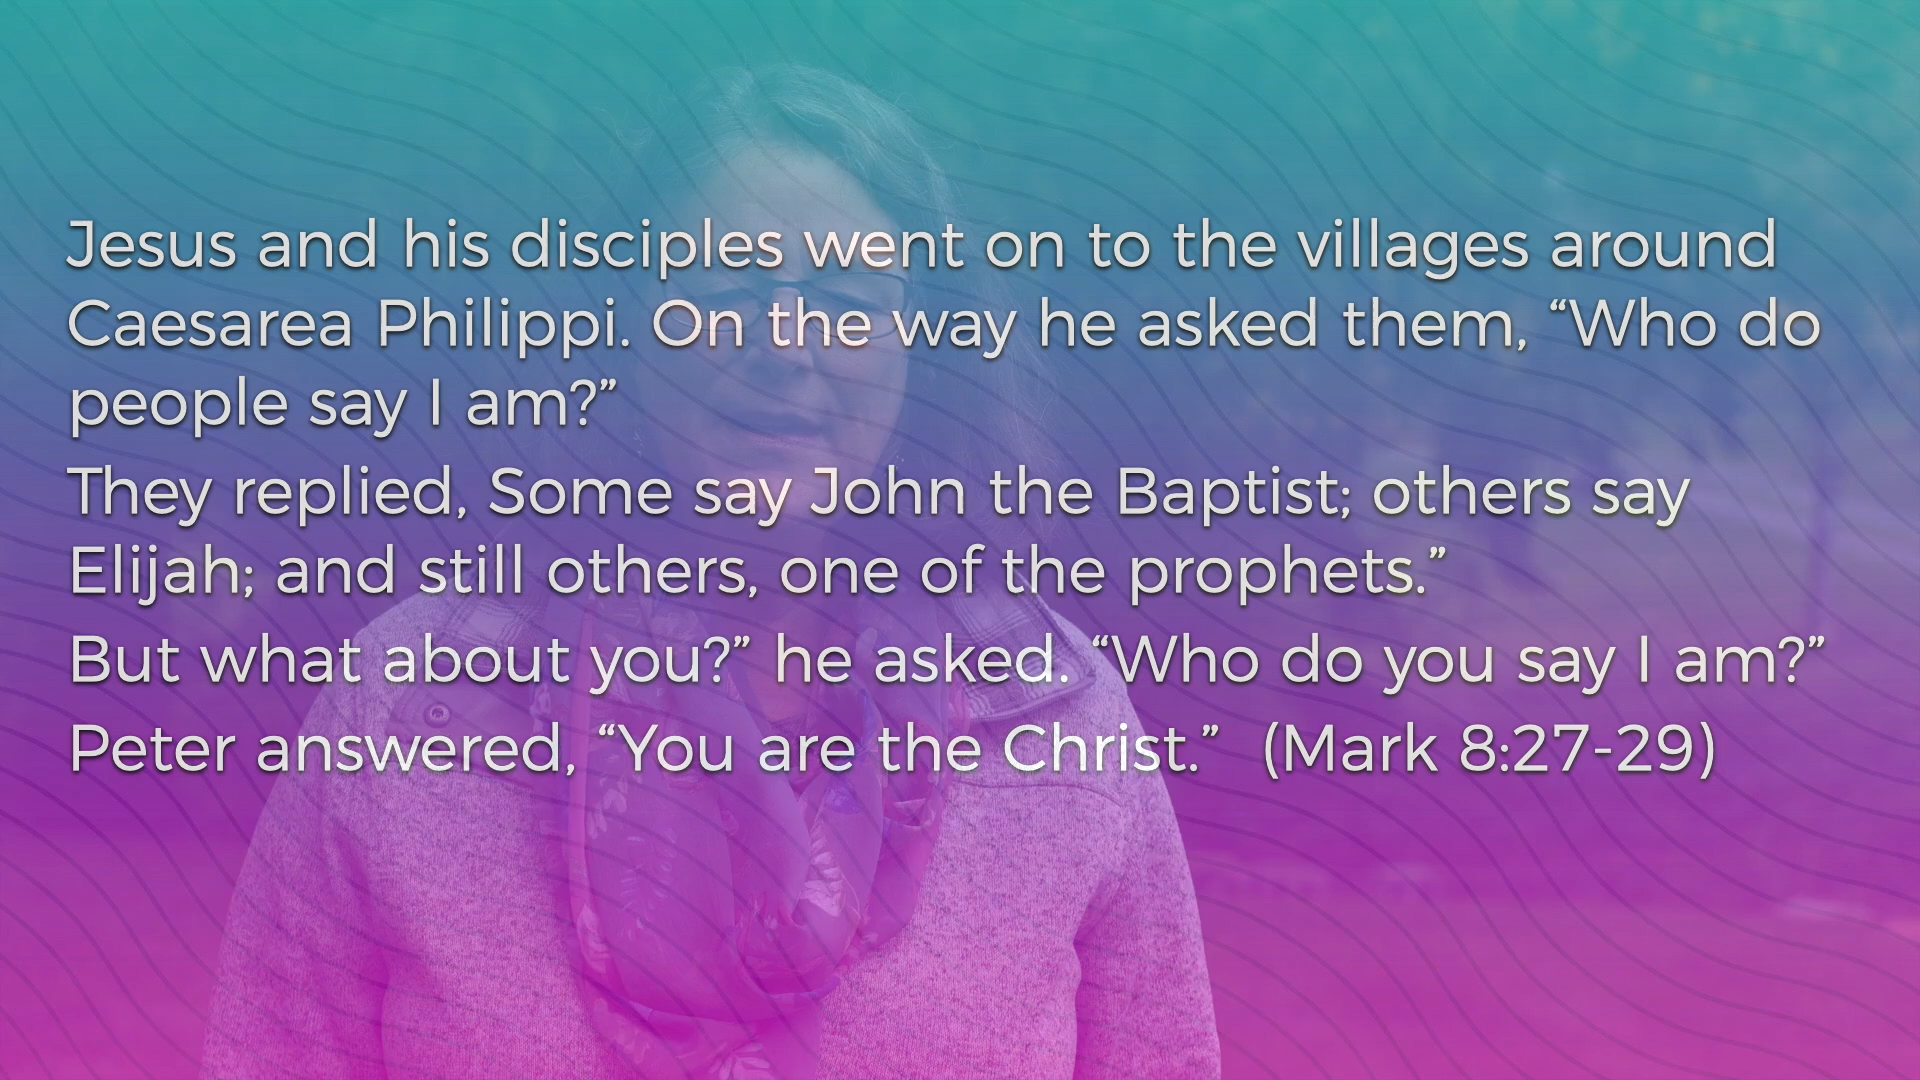 Jesus and his disciples went on to the villages around
Caesarea Philippi. On the way he asked them, “Who do
people say I am?”
They replied, Some say John the Baptist; others say
Elijah; and still others, one of the prophets.”
But what about you?” he asked. “Who do you say I am?”
Peter answered, “You are the Christ.”  (Mark 8:27-29)